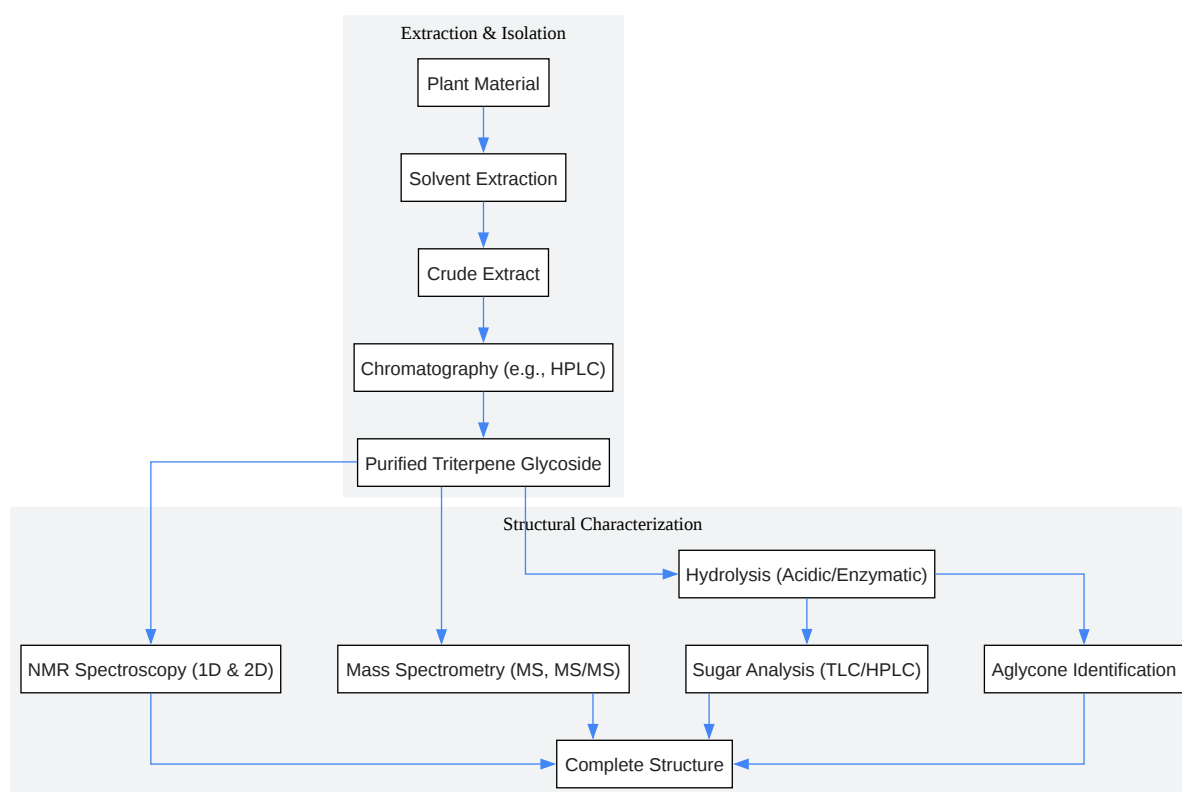 Extraction & Isolation
Plant Material
Solvent Extraction
Crude Extract
Chromatography (e.g., HPLC)
Purified Triterpene Glycoside
Structural Characterization
Hydrolysis (Acidic/Enzymatic)
NMR Spectroscopy (1D & 2D)
Mass Spectrometry (MS, MS/MS)
Sugar Analysis (TLC/HPLC)
Aglycone Identification
Complete Structure